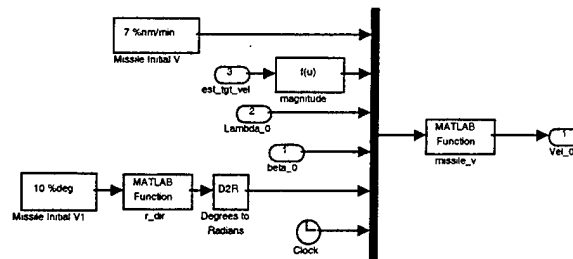 7 %nm/min
Missile Initial V
3
est_tgt_vel
f(u)
magnitude
2
Lambda_0
1
beta_0
MATLAB
Function
missile_v
1
Vel_0
10 %deg
Missile Initial V1
MATLAB
Function
r_dir
D2R
Degrees to
Radians
Clock